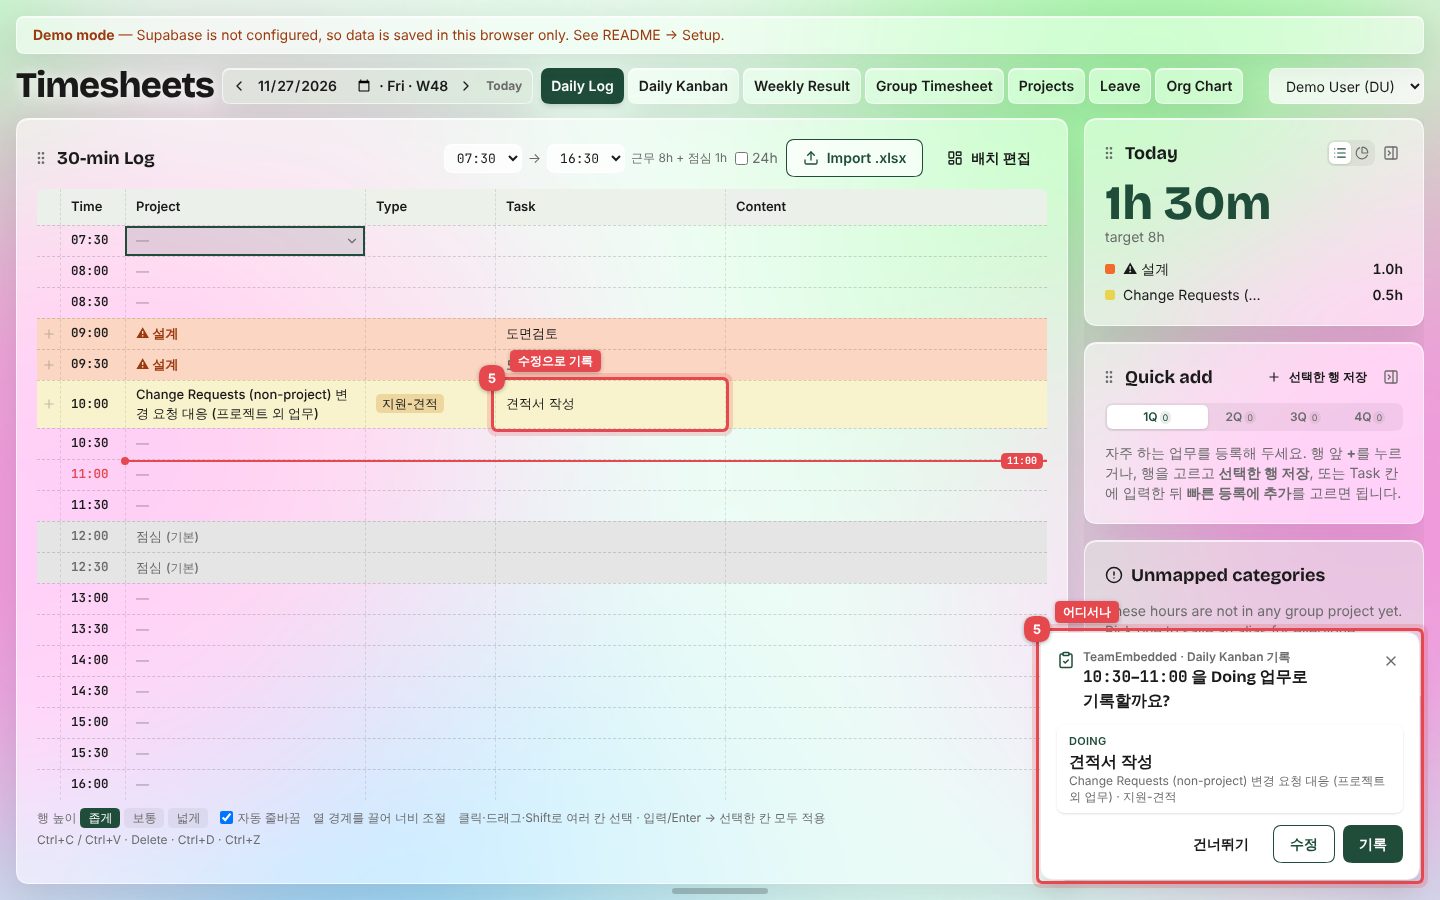 Demo mode — Supabase is not configured, so data is saved in this browser only. See README → Setup.
Timesheets
11/27/2026 · Fri · W48 Today
Daily Log
Daily Kanban
Weekly Result
Group Timesheet
Projects
Leave
Org Chart
Demo User (DU)
30-min Log
07:30 → 16:30 근무 8h + 점심 1h 24h
Import .xlsx
배치 편집
Time Project Type Task Content
07:30 —
08:00 —
08:30 —
+ 09:00 설계 도면검토
+ 09:30 설계
수정으로 기록
5
+ 10:00 Change Requests (non-project) 변
경 요청 대응 (프로젝트 외 업무)
지원-견적
견적서 작성
10:30 —
11:00 —
11:00
11:30 —
12:00 점심 (기본)
12:30 점심 (기본)
13:00 —
13:30 —
14:00 —
14:30 —
15:00 —
15:30 —
16:00 —
행 높이 좁게 보통 넓게 자동 줄바꿈 열 경계를 끌어 너비 조절 클릭·드래그·Shift로 여러 칸 선택 · 입력/Enter → 선택한 칸 모두 적용
Ctrl+C / Ctrl+V · Delete · Ctrl+D · Ctrl+Z
Today
1h 30m
target 8h
설계 1.0h
Change Requests (... 0.5h
Quick add
+ 선택한 행 저장
1Q 0 2Q 0 3Q 0 4Q 0
자주 하는 업무를 등록해 두세요. 행 앞 +를 누르
거나, 행을 고르고 선택한 행 저장, 또는 Task 칸
에 입력한 뒤 빠른 등록에 추가를 고르면 됩니다.
Unmapped categories
hese hours are not in any group project yet.
어디서나
5
TeamEmbedded · Daily Kanban 기록
10:30–11:00 을 Doing 업무로
기록할까요?
DOING
견적서 작성
Change Requests (non-project) 변경 요청 대응 (프로젝트
외 업무) · 지원-견적
건너뛰기
수정
기록